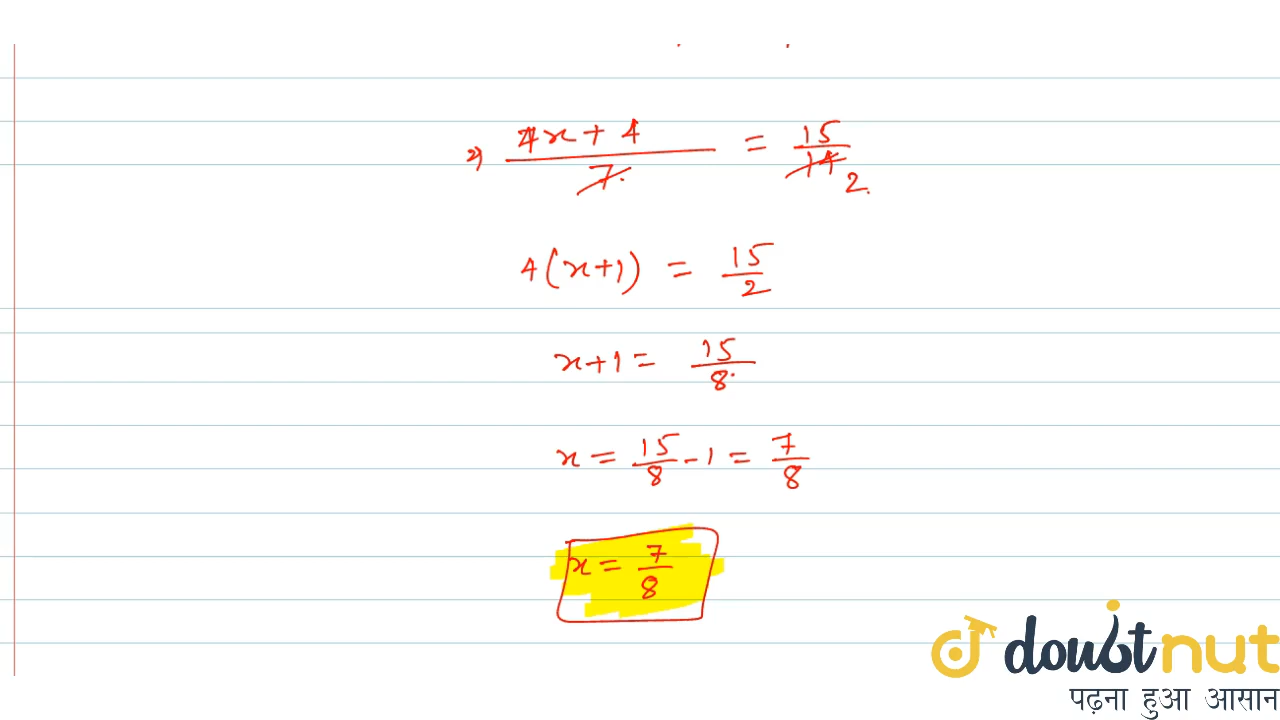 ⇒ (4x + 4)/7 = 15/14 2
4(x+1) = 15/2
x+1 = 15/8
x = 15/8 - 1 = 7/8
x = 7/8
doubtnut
पढ़ना हुआ आसान